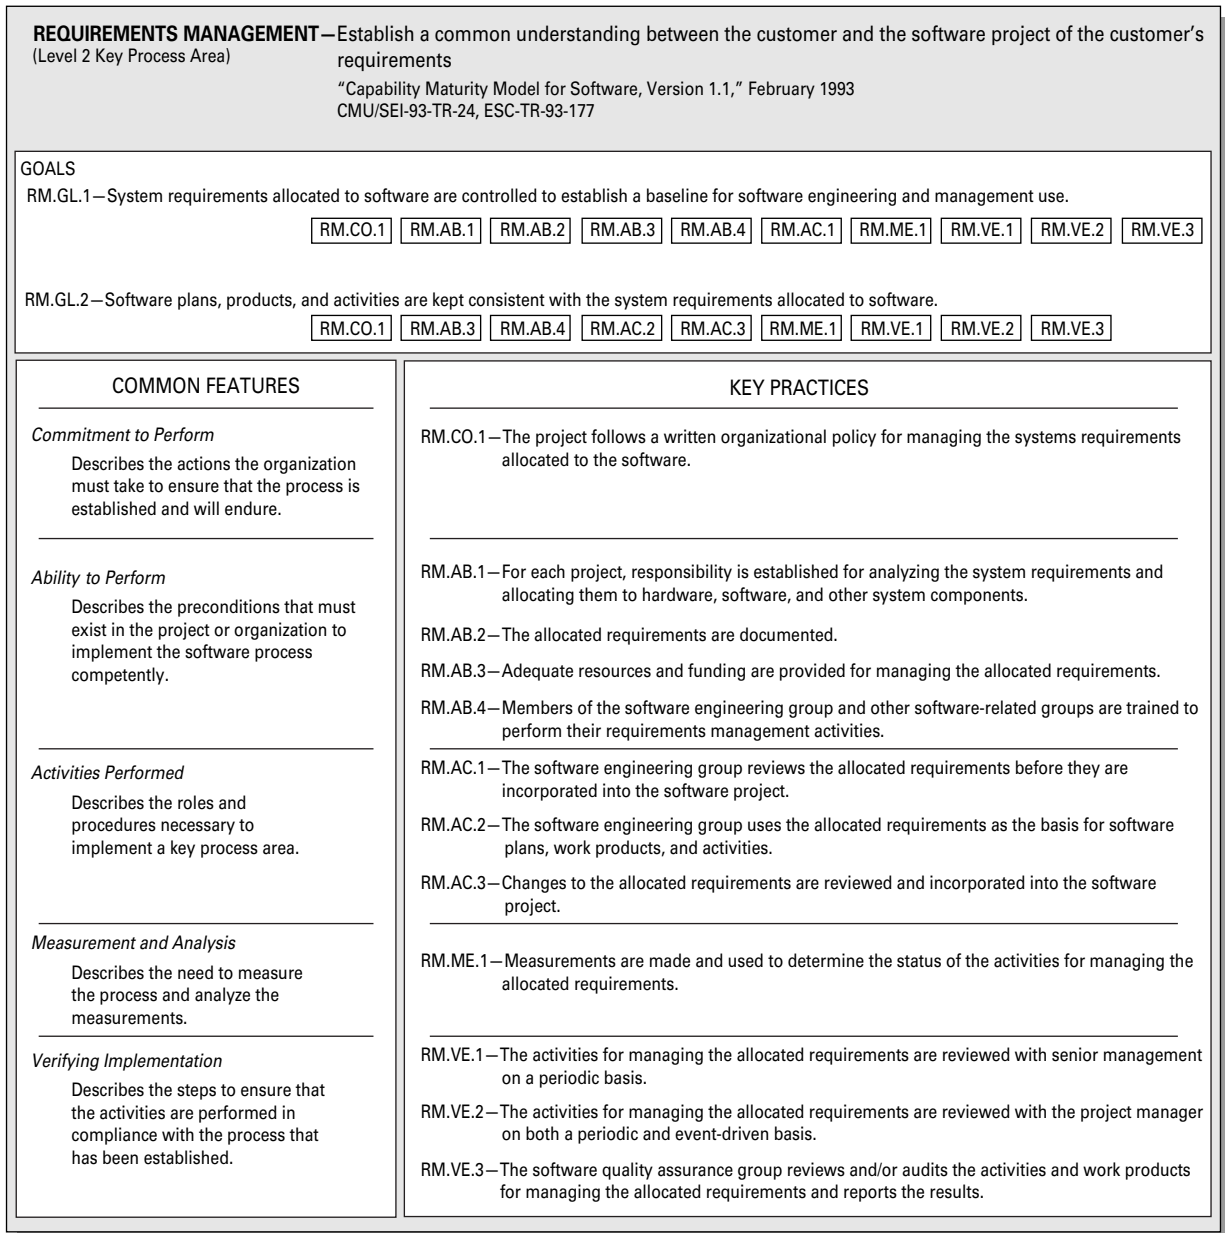 REQUIREMENTS MANAGEMENT—Establish a common understanding between the customer and the software project of the customer's
(Level 2 Key Process Area)
requirements
"Capability Maturity Model for Software, Version 1.1," February 1993
CMU/SEI-93-TR-24, ESC-TR-93-177
GOALS
RM.GL.1—System requirements allocated to software are controlled to establish a baseline for software engineering and management use.
RM.CO.1 RM.AB.1 RM.AB.2 RM.AB.3 RM.AB.4 RM.AC.1 RM.ME.1 RM.VE.1 RM.VE.2 RM.VE.3
RM.GL.2—Software plans, products, and activities are kept consistent with the system requirements allocated to software.
RM.CO.1 RM.AB.3 RM.AB.4 RM.AC.2 RM.AC.3 RM.ME.1 RM.VE.1 RM.VE.2 RM.VE.3
COMMON FEATURES
Commitment to Perform
Describes the actions the organization
must take to ensure that the process is
established and will endure.
Ability to Perform
Describes the preconditions that must
exist in the project or organization to
implement the software process
competently.
Activities Performed
Describes the roles and
procedures necessary to
implement a key process area.
Measurement and Analysis
Describes the need to measure
the process and analyze the
measurements.
Verifying Implementation
Describes the steps to ensure that
the activities are performed in
compliance with the process that
has been established.
KEY PRACTICES
RM.CO.1—The project follows a written organizational policy for managing the systems requirements
allocated to the software.
RM.AB.1—For each project, responsibility is established for analyzing the system requirements and
allocating them to hardware, software, and other system components.
RM.AB.2—The allocated requirements are documented.
RM.AB.3—Adequate resources and funding are provided for managing the allocated requirements.
RM.AB.4—Members of the software engineering group and other software-related groups are trained to
perform their requirements management activities.
RM.AC.1—The software engineering group reviews the allocated requirements before they are
incorporated into the software project.
RM.AC.2—The software engineering group uses the allocated requirements as the basis for software
plans, work products, and activities.
RM.AC.3—Changes to the allocated requirements are reviewed and incorporated into the software
project.
RM.ME.1—Measurements are made and used to determine the status of the activities for managing the
allocated requirements.
RM.VE.1—The activities for managing the allocated requirements are reviewed with senior management
on a periodic basis.
RM.VE.2—The activities for managing the allocated requirements are reviewed with the project manager
on both a periodic and event-driven basis.
RM.VE.3—The software quality assurance group reviews and/or audits the activities and work products
for managing the allocated requirements and reports the results.